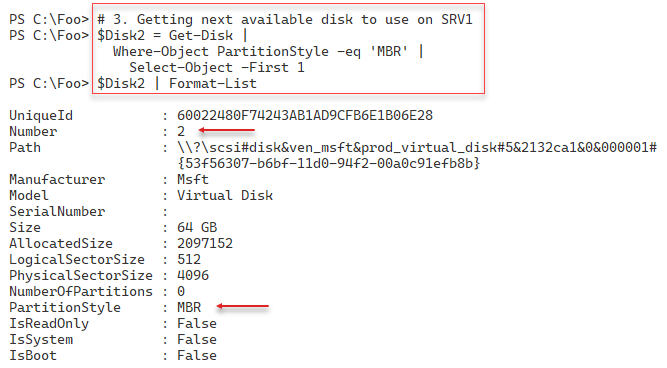 PS C:\Foo> # 3. Getting next available disk to use on SRV1
PS C:\Foo> $Disk2 = Get-Disk |
Where-Object PartitionStyle -eq 'MBR' |
Select-Object -First 1
PS C:\Foo> $Disk2 | Format-List
UniqueId : 60022480F74243AB1AD9CFB6E1B06E28
Number : 2
Path : \\?\scsi#disk&ven_msft&prod_virtual_disk#5&2132ca1&0&000001#
{53f56307-b6bf-11d0-94f2-00a0c91efb8b}
Manufacturer : Msft
Model : Virtual Disk
SerialNumber :
Size : 64 GB
AllocatedSize : 2097152
LogicalSectorSize : 512
PhysicalSectorSize : 4096
NumberOfPartitions : 0
PartitionStyle : MBR
IsReadOnly : False
IsSystem : False
IsBoot : False